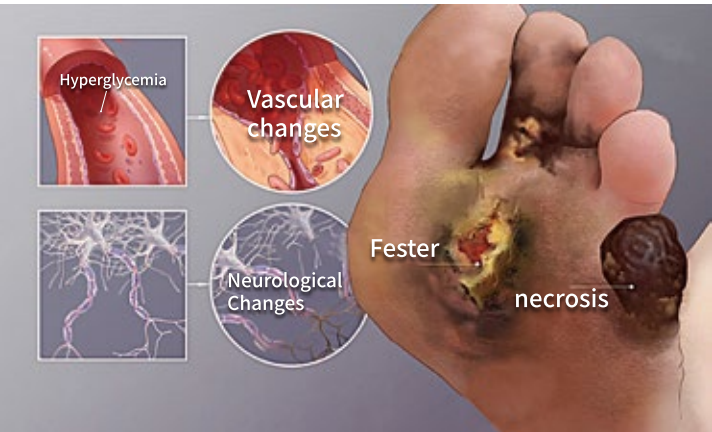 Hyperglycemia
Vascular
changes
Neurological
Changes
Fester
necrosis